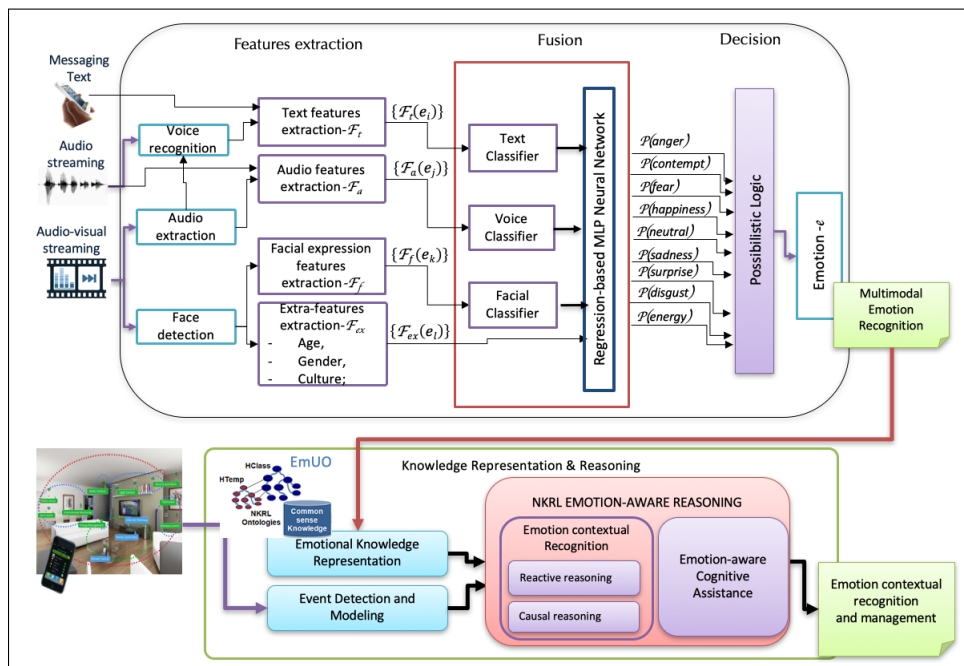 Features extraction
Fusion
Decision
Messaging
Text
Audio
streaming
Audio-visual
streaming
Voice
recognition
Audio
extraction
Face
detection
Text features
extraction-ℱt
Audio features
extraction-ℱa
Facial expression
features
extraction-ℱf
Extra-features
extraction-ℱex
- Age,
- Gender,
- Culture;
{ℱt(ei)}
{ℱa(ej)}
{ℱf(ek)}
{ℱex(el)}
Text
Classifier
Voice
Classifier
Facial
Classifier
Regression-based MLP Neural Network
P(anger)
P(contempt)
P(fear)
P(happiness)
P(neutral)
P(sadness)
P(surprise)
P(disgust)
P(energy)
Possibilistic Logic
Emotion -e
Multimodal
Emotion
Recognition
Knowledge Representation & Reasoning
EmUO
HClass
HTemp
NKRL
Ontologies
Common
sense
Knowledge
Emotional Knowledge
Representation
Event Detection and
Modeling
NKRL EMOTION-AWARE REASONING
Emotion contextual
Recognition
Reactive reasoning
Causal reasoning
Emotion-aware
Cognitive
Assistance
Emotion contextual
recognition
and management